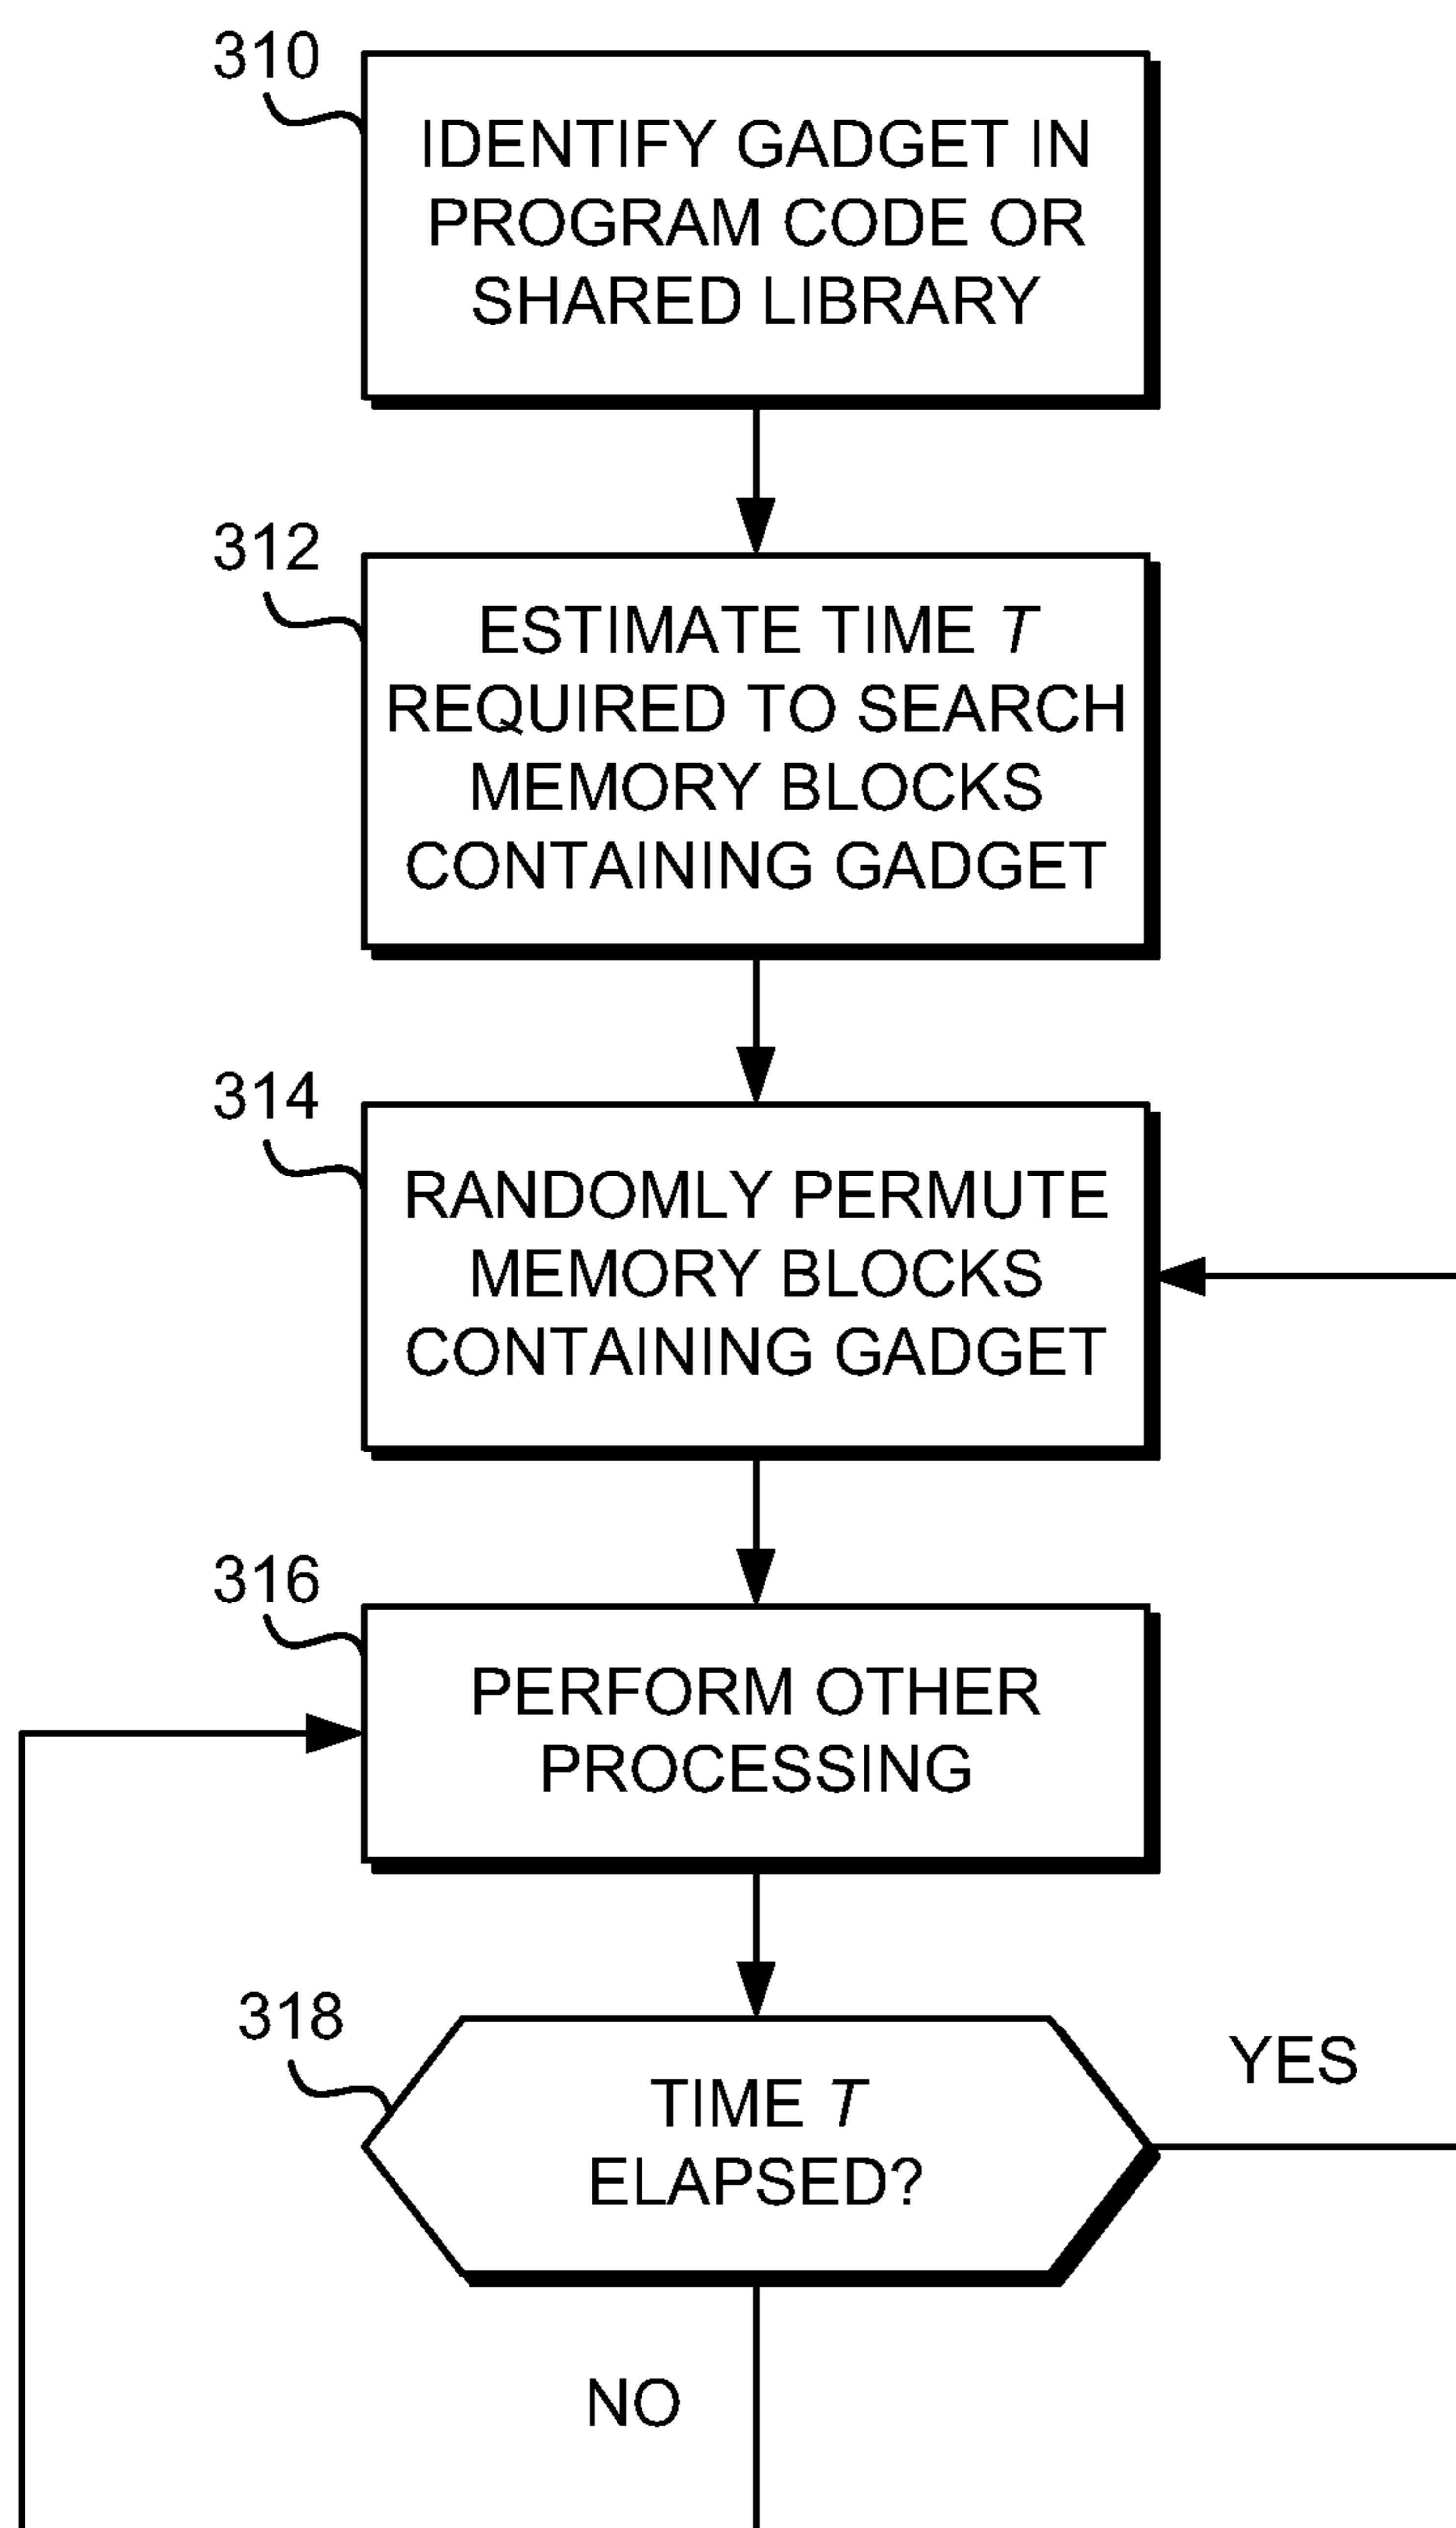 310
IDENTIFY GADGET IN
PROGRAM CODE OR
SHARED LIBRARY
312
ESTIMATE TIME T
REQUIRED TO SEARCH
MEMORY BLOCKS
CONTAINING GADGET
314
RANDOMLY PERMUTE
MEMORY BLOCKS
CONTAINING GADGET
316
PERFORM OTHER
PROCESSING
318
TIME T
ELAPSED?
YES
NO